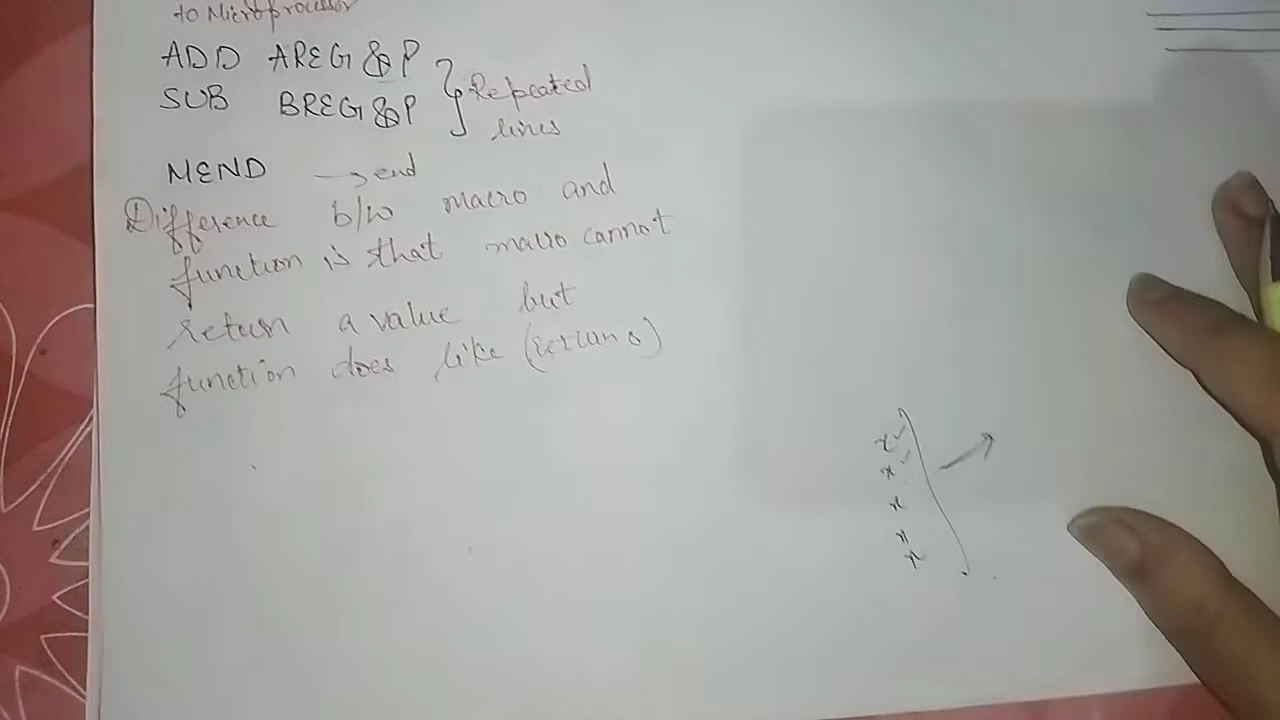 to Microprocessor
ADD AREG &P
SUB BREG &P } Repeated
lines
MEND → end
Difference b/w macro and
function is that macro cannot
return a value but
function does like (return 0)
x
x
x
x
x